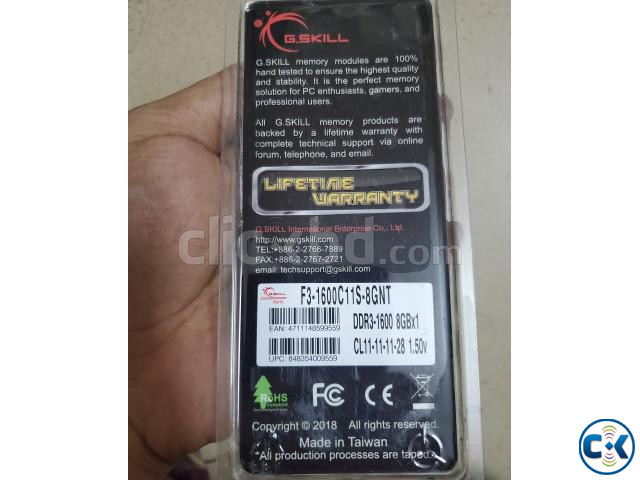 G.SKILL
G.SKILL memory modules are 100%
hand tested to ensure the highest quality
and stability. It is the perfect memory
solution for PC enthusiasts, gamers, and
professional users.
All G.SKILL memory products are
backed by a lifetime warranty with
complete technical support via online
forum, telephone, and email.
LIFETIME
WARRANTY
G.SKILL International Enterprise Co., Ltd.
http://www.gskill.com
TEL:+886-2-2766-7889
FAX:+886-2-2767-2721
email: techsupport@gskill.com
F3-1600C11S-8GNT
DDR3-1600 8GBx1
EAN: 4711148599559
CL11-11-11-28 1.50v
UPC: 848354009559
RoHS
FC CE
Copyright © 2018 All rights reserved.
Made in Taiwan
*All production processes are taped.